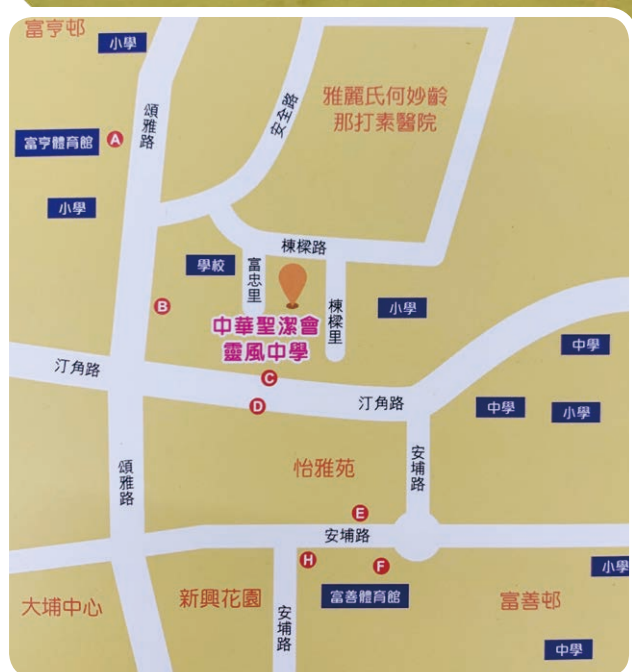 富亨邨
小學
頌雅路
安全路
雅麗氏何妙齡
那打素醫院
富亨體育館
A
小學
棟樑路
學校
富忠里
棟樑里
小學
B
中華聖潔會
靈風中學
汀角路
C
D
汀角路
中學
中學
小學
頌雅路
怡雅苑
安埔路
E
安埔路
H
F
小學
大埔中心
新興花園
安埔路
富善體育館
富善邨
中學